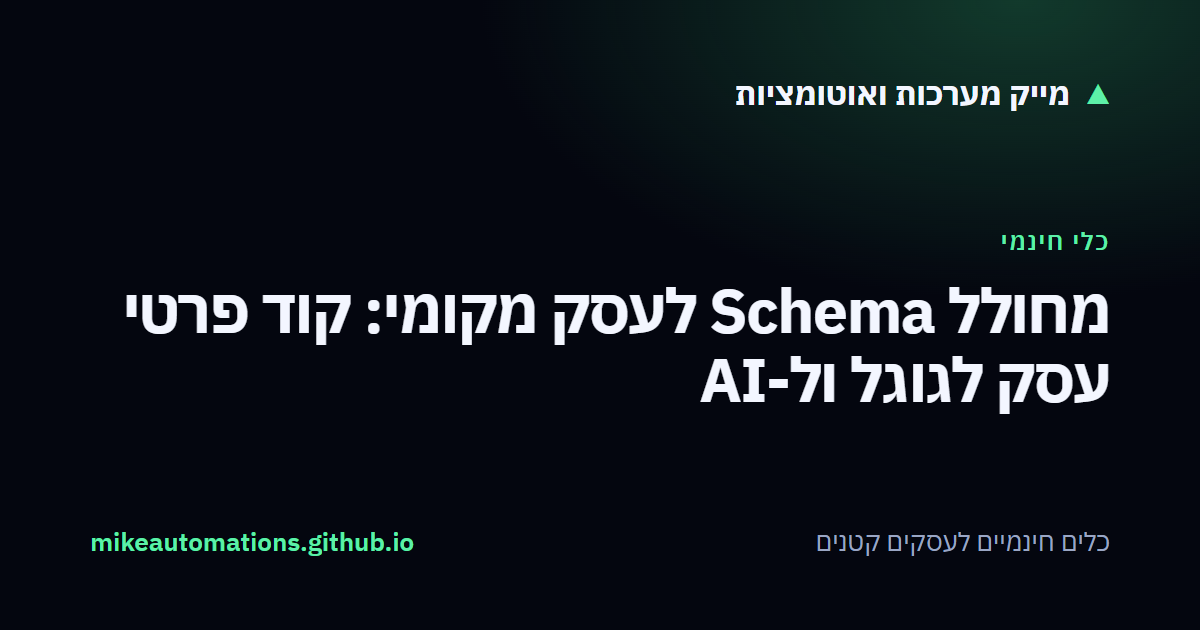 מייק מערכות ואוטומציות
כלי חינמי
מחולל Schema לעסק מקומי: קוד פרטי
עסק לגוגל ול-AI
כלים חינמיים לעסקים קטנים
mikeautomations.github.io